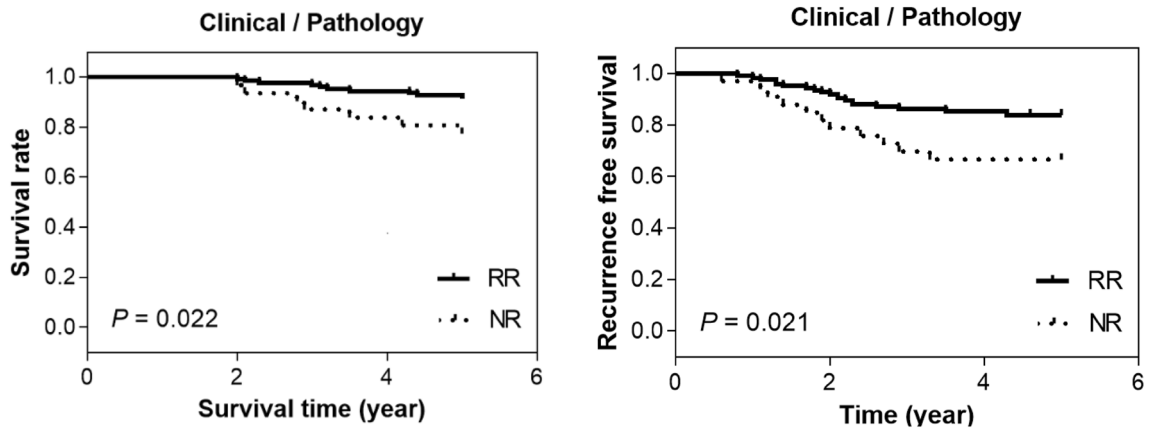 Clinical / Pathology
Survival rate
1.0
0.8
0.6
0.4
0.2
0.0
RR
NR
P = 0.022
0
2
4
6
Survival time (year)
Clinical / Pathology
Recurrence free survival
1.0
0.8
0.6
0.4
0.2
0.0
RR
NR
P = 0.021
0
2
4
6
Time (year)